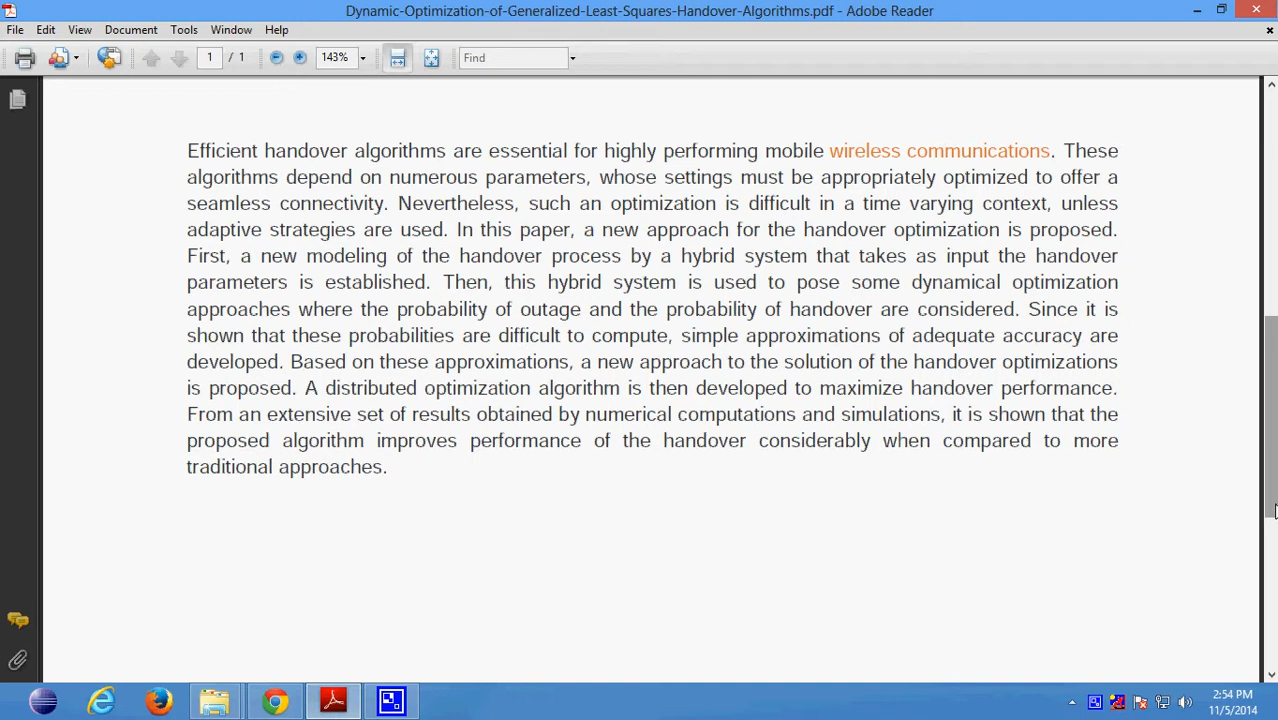 Dynamic-Optimization-of-Generalized-Least-Squares-Handover-Algorithms.pdf - Adobe Reader
File Edit View Document Tools Window Help
1 / 1 143% Find
Efficient handover algorithms are essential for highly performing mobile wireless communications. These
algorithms depend on numerous parameters, whose settings must be appropriately optimized to offer a
seamless connectivity. Nevertheless, such an optimization is difficult in a time varying context, unless
adaptive strategies are used. In this paper, a new approach for the handover optimization is proposed.
First, a new modeling of the handover process by a hybrid system that takes as input the handover
parameters is established. Then, this hybrid system is used to pose some dynamical optimization
approaches where the probability of outage and the probability of handover are considered. Since it is
shown that these probabilities are difficult to compute, simple approximations of adequate accuracy are
developed. Based on these approximations, a new approach to the solution of the handover optimizations
is proposed. A distributed optimization algorithm is then developed to maximize handover performance.
From an extensive set of results obtained by numerical computations and simulations, it is shown that the
proposed algorithm improves performance of the handover considerably when compared to more
traditional approaches.
2:54 PM
11/5/2014